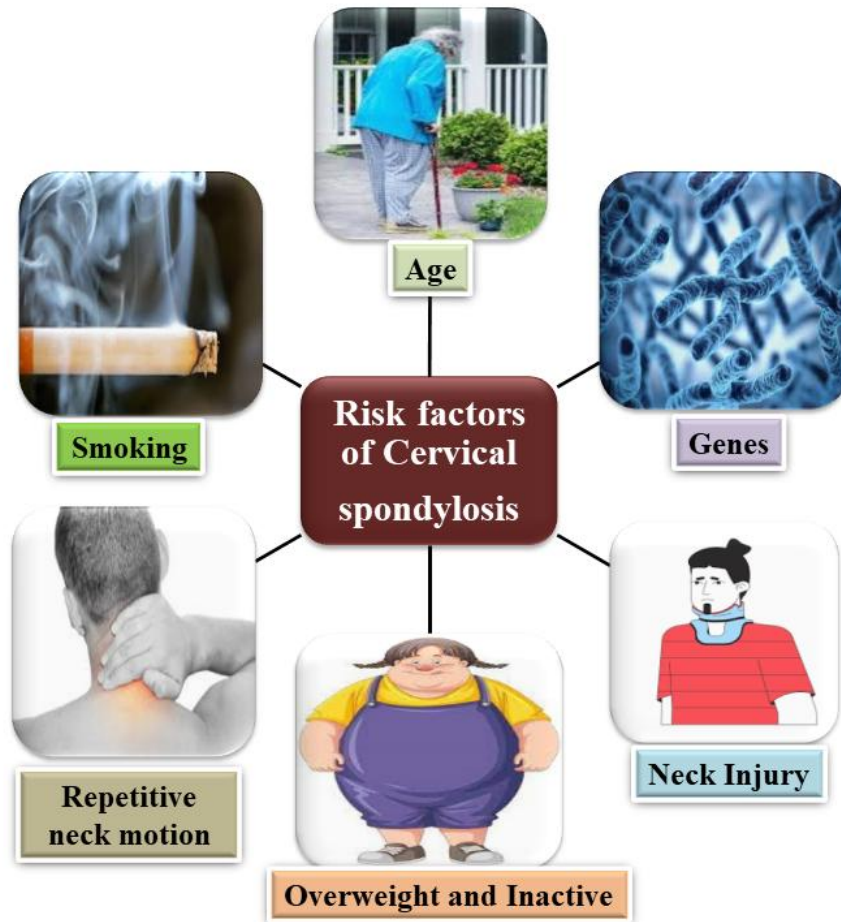 Age
Smoking
Genes
Risk factors
of Cervical
spondylosis
Repetitive
neck motion
Neck Injury
Overweight and Inactive